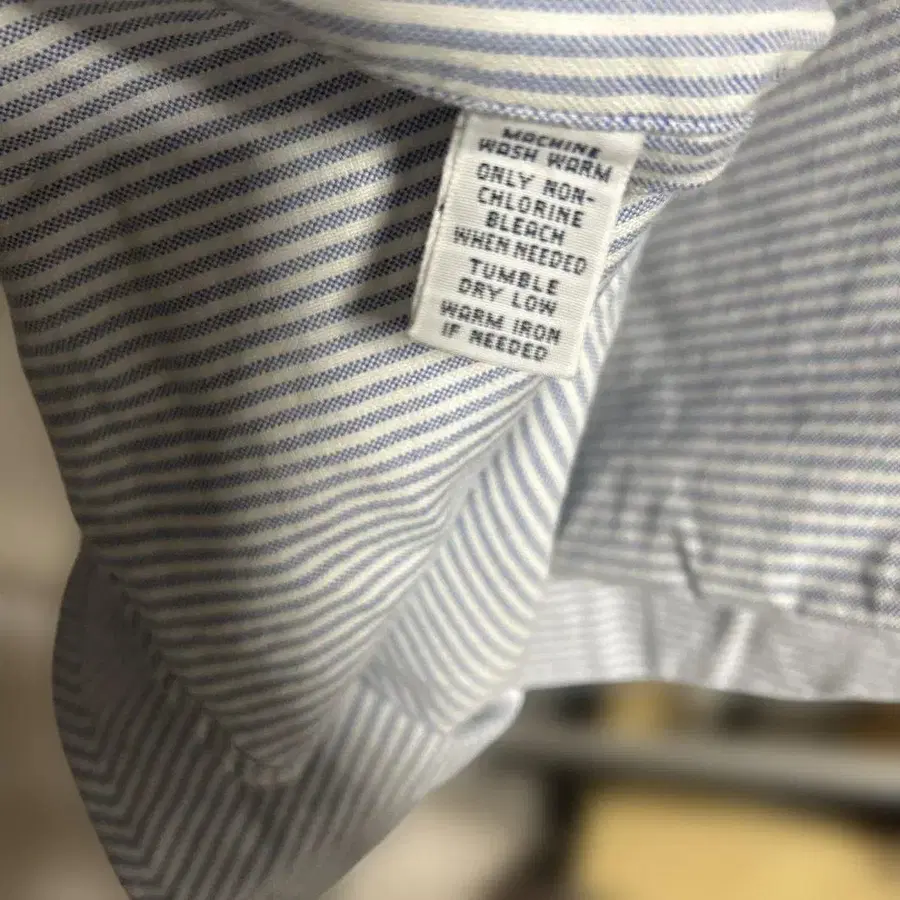 MACHINE
WASH WARM
ONLY NON-
CHLORINE
BLEACH
WHEN NEEDED
TUMBLE
DRY LOW
WARM IRON
IF NEEDED